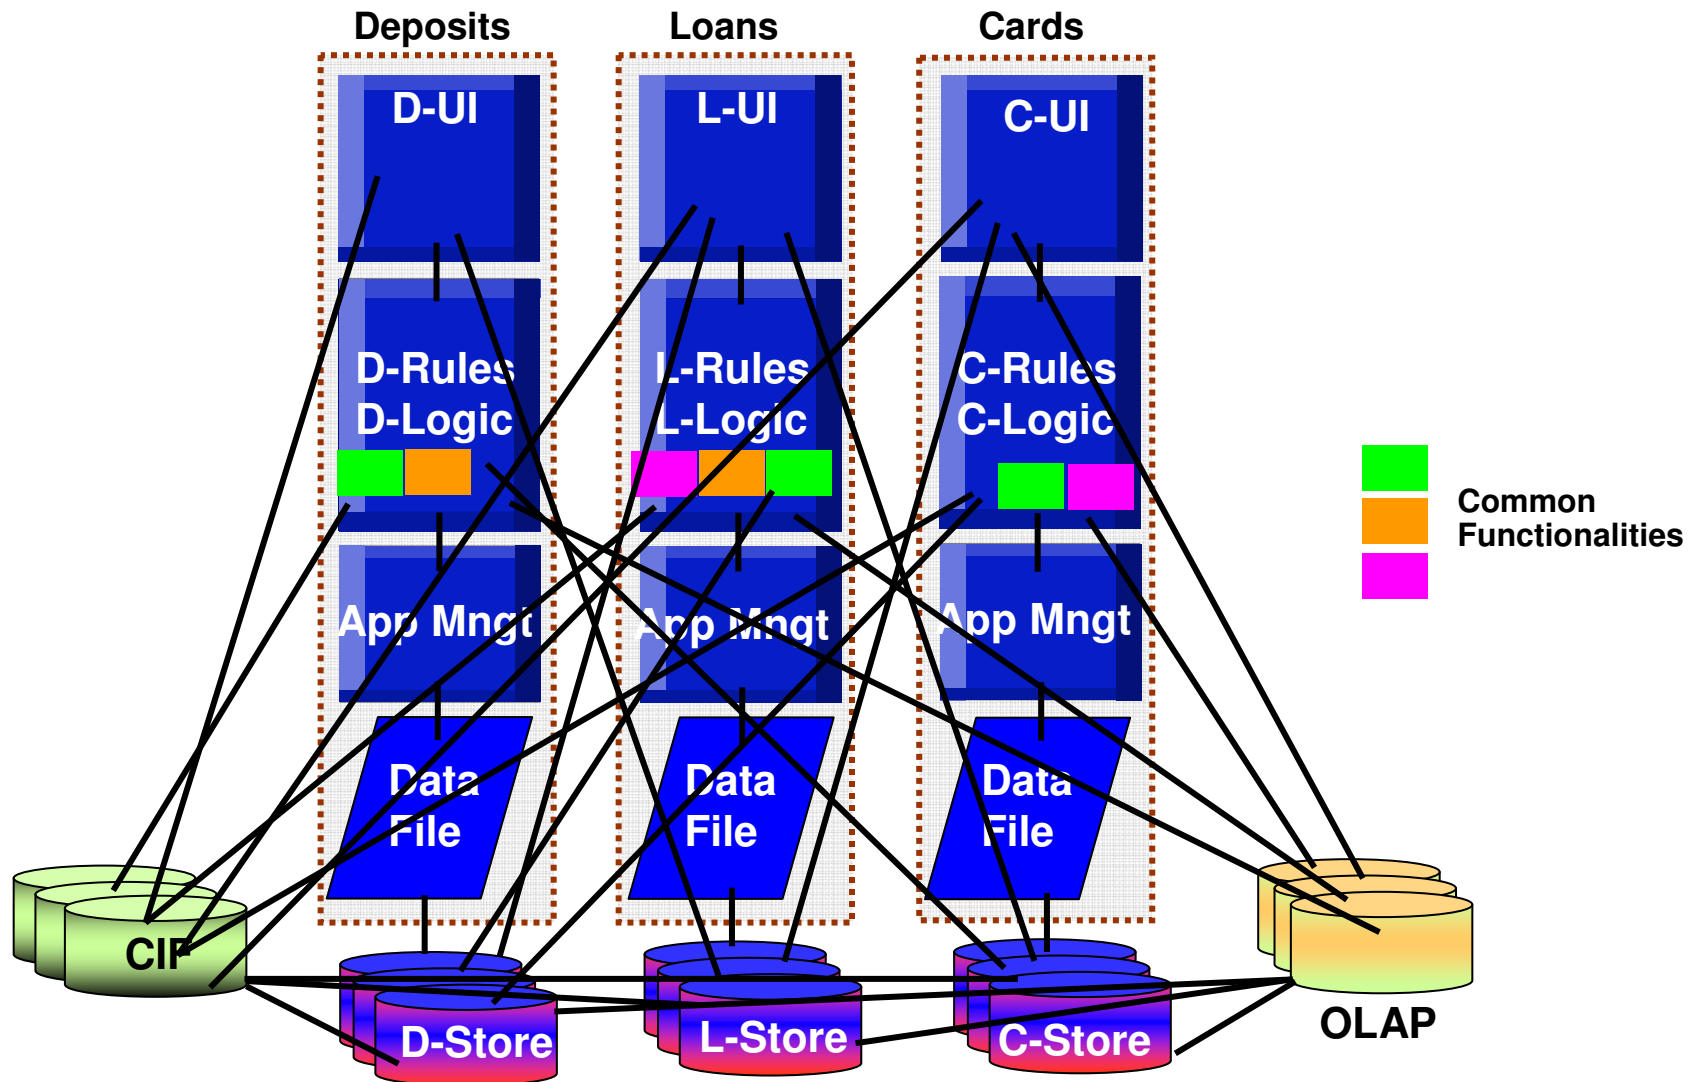 Deposits
Loans
Cards
D-UI
L-UI
C-UI
D-Rules
D-Logic
L-Rules
L-Logic
C-Rules
C-Logic
Common
Functionalities
App Mngt
App Mngt
App Mngt
Data
File
Data
File
Data
File
CIF
D-Store
L-Store
C-Store
OLAP